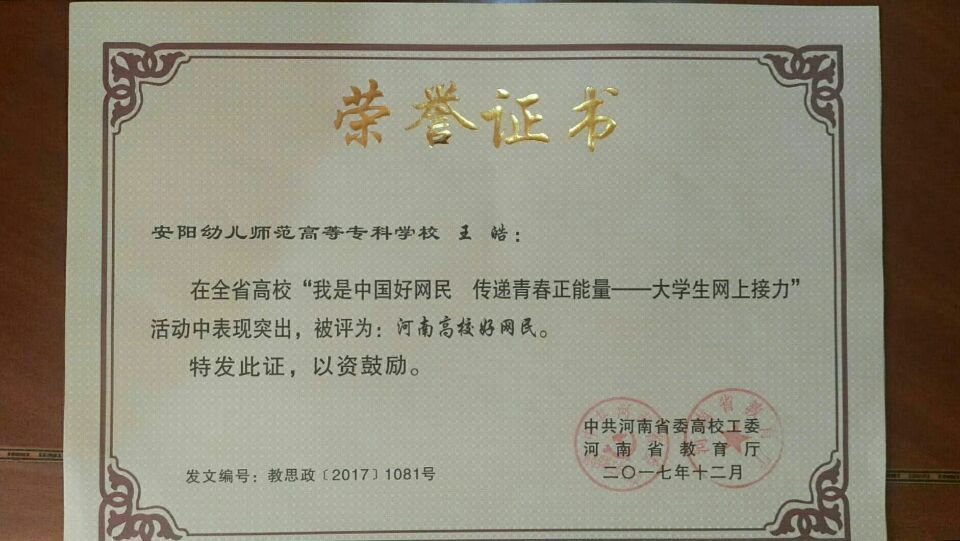 荣誉证书
安阳幼儿师范高等专科学校 王 皓：
在全省高校“我是中国好网民 传递青春正能量——大学生网上接力”
活动中表现突出，被评为：河南高校好网民。
特发此证，以资鼓励。
中共河南省委高校工委
河南省教育厅
发文编号：教思政〔2017〕1081号
二〇一七年十二月